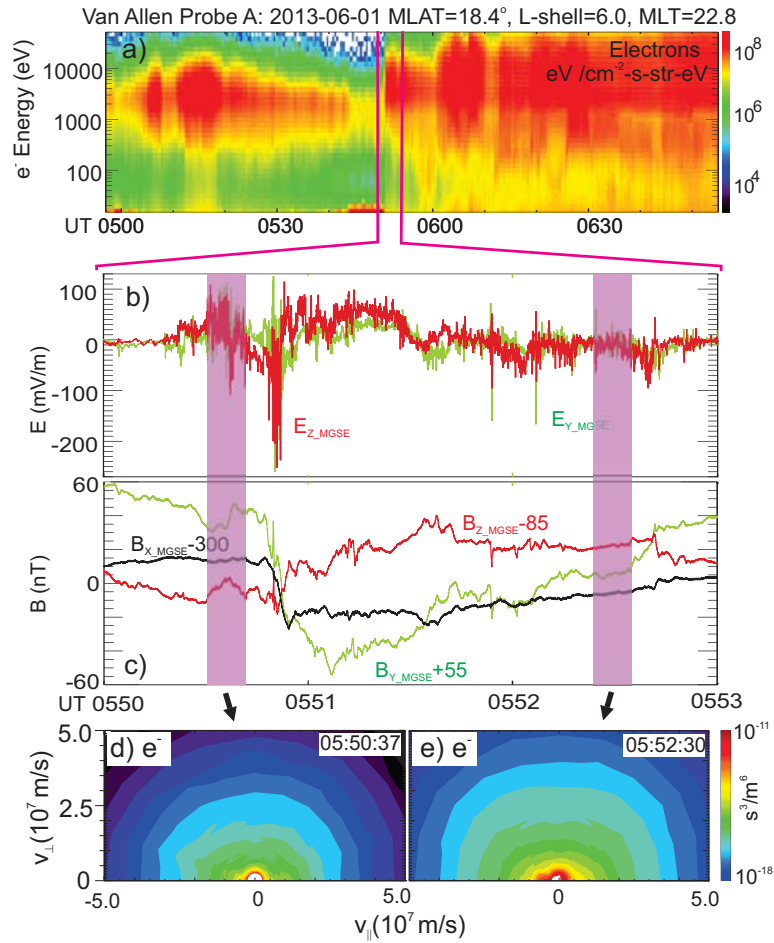 Van Allen Probe A: 2013-06-01 MLAT=18.4°, L-shell=6.0, MLT=22.8
a)
Electrons
eV /cm⁻²-s-str-eV
e⁻ Energy (eV)
10000
1000
100
10⁸
10⁶
10⁴
UT 0500 0530 0600 0630
b)
E (mV/m)
100
0
-100
-200
E_Z_MGSE
E_Y_MGSE
c)
B (nT)
60
0
-60
B_X_MGSE-300
B_Z_MGSE-85
B_Y_MGSE+55
UT 0550 0551 0552 0553
d) e⁻
05:50:37
e) e⁻
05:52:30
v⊥(10⁷ m/s)
5.0
2.5
0
-5.0 0 5.0
0 5.0
v||(10⁷ m/s)
10⁻¹¹
s³/m⁶
10⁻¹⁸